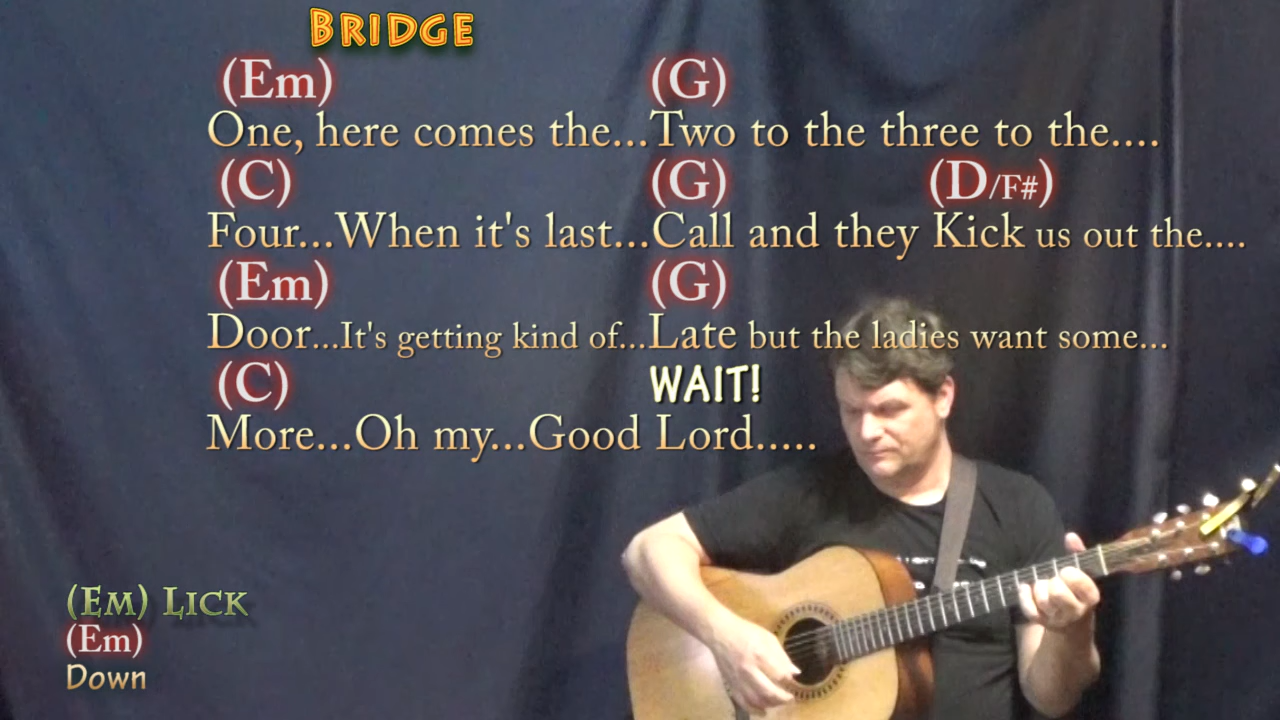 BRIDGE
(Em) (G)
One, here comes the...Two to the three to the....
(C) (G) (D/F#)
Four...When it's last...Call and they Kick us out the....
(Em) (G)
Door...It's getting kind of...Late but the ladies want some...
(C) WAIT!
More...Oh my...Good Lord.....
(EM) LICK
(Em)
Down